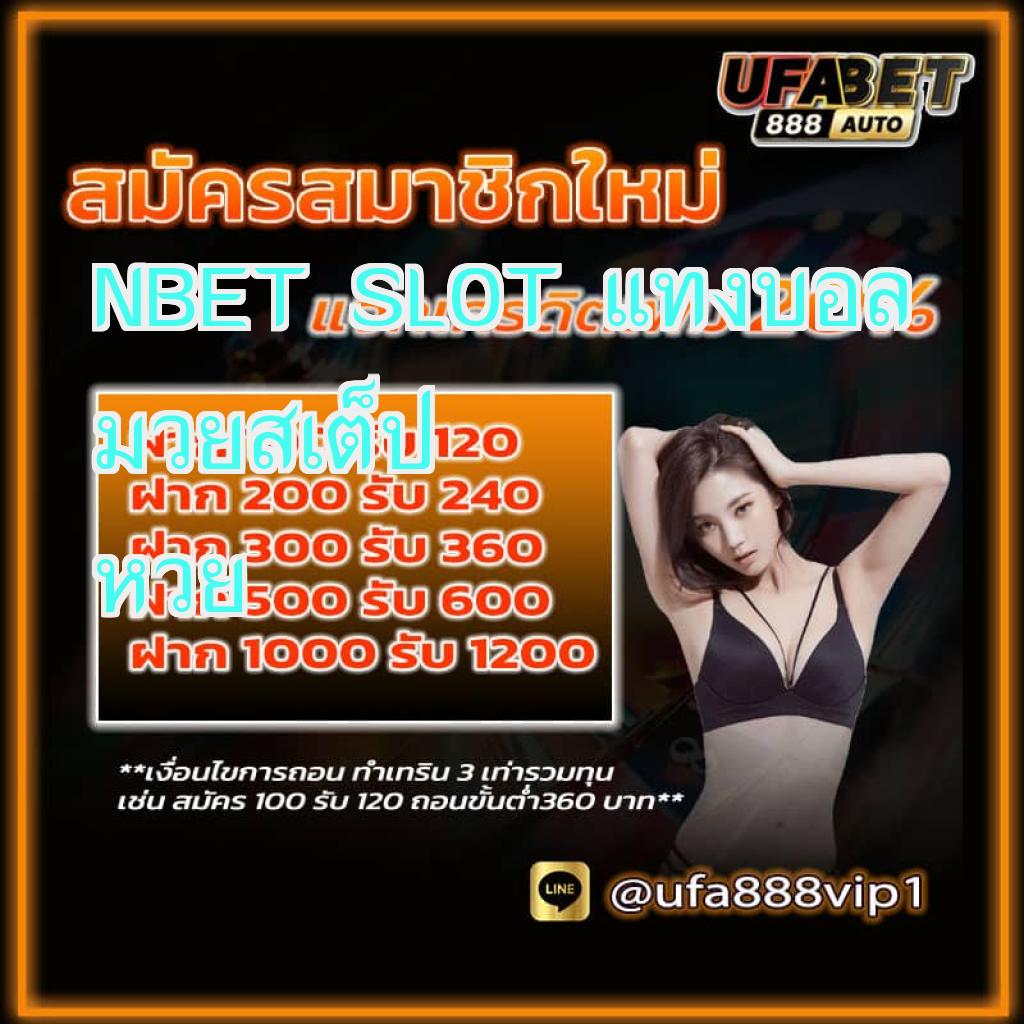 UFABET
888 AUTO
สมัครสมาชิกใหม่
NBET SLOT แทงบอล
มวยสเต็ป
หวย
120
ฝาก 200 รับ 240
ฝาก 300 รับ 360
500 รับ 600
ฝาก 1000 รับ 1200
**เงื่อนไขการถอน ทำเทริน 3 เท่ารวมทุน
เช่น สมัคร 100 รับ 120 ถอนขั้นต่ำ360 บาท**
LINE @ufa888vip1